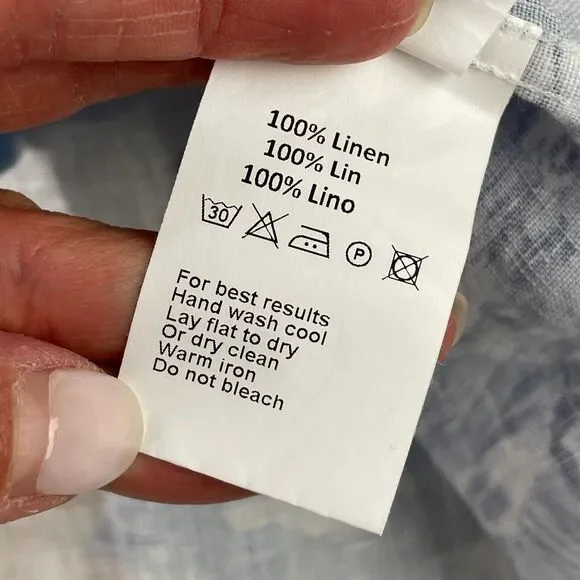 100% Linen
100% Lin
100% Lino
30 P
For best results
Hand wash cool
Lay flat to dry
Or dry clean
Warm iron
Do not bleach